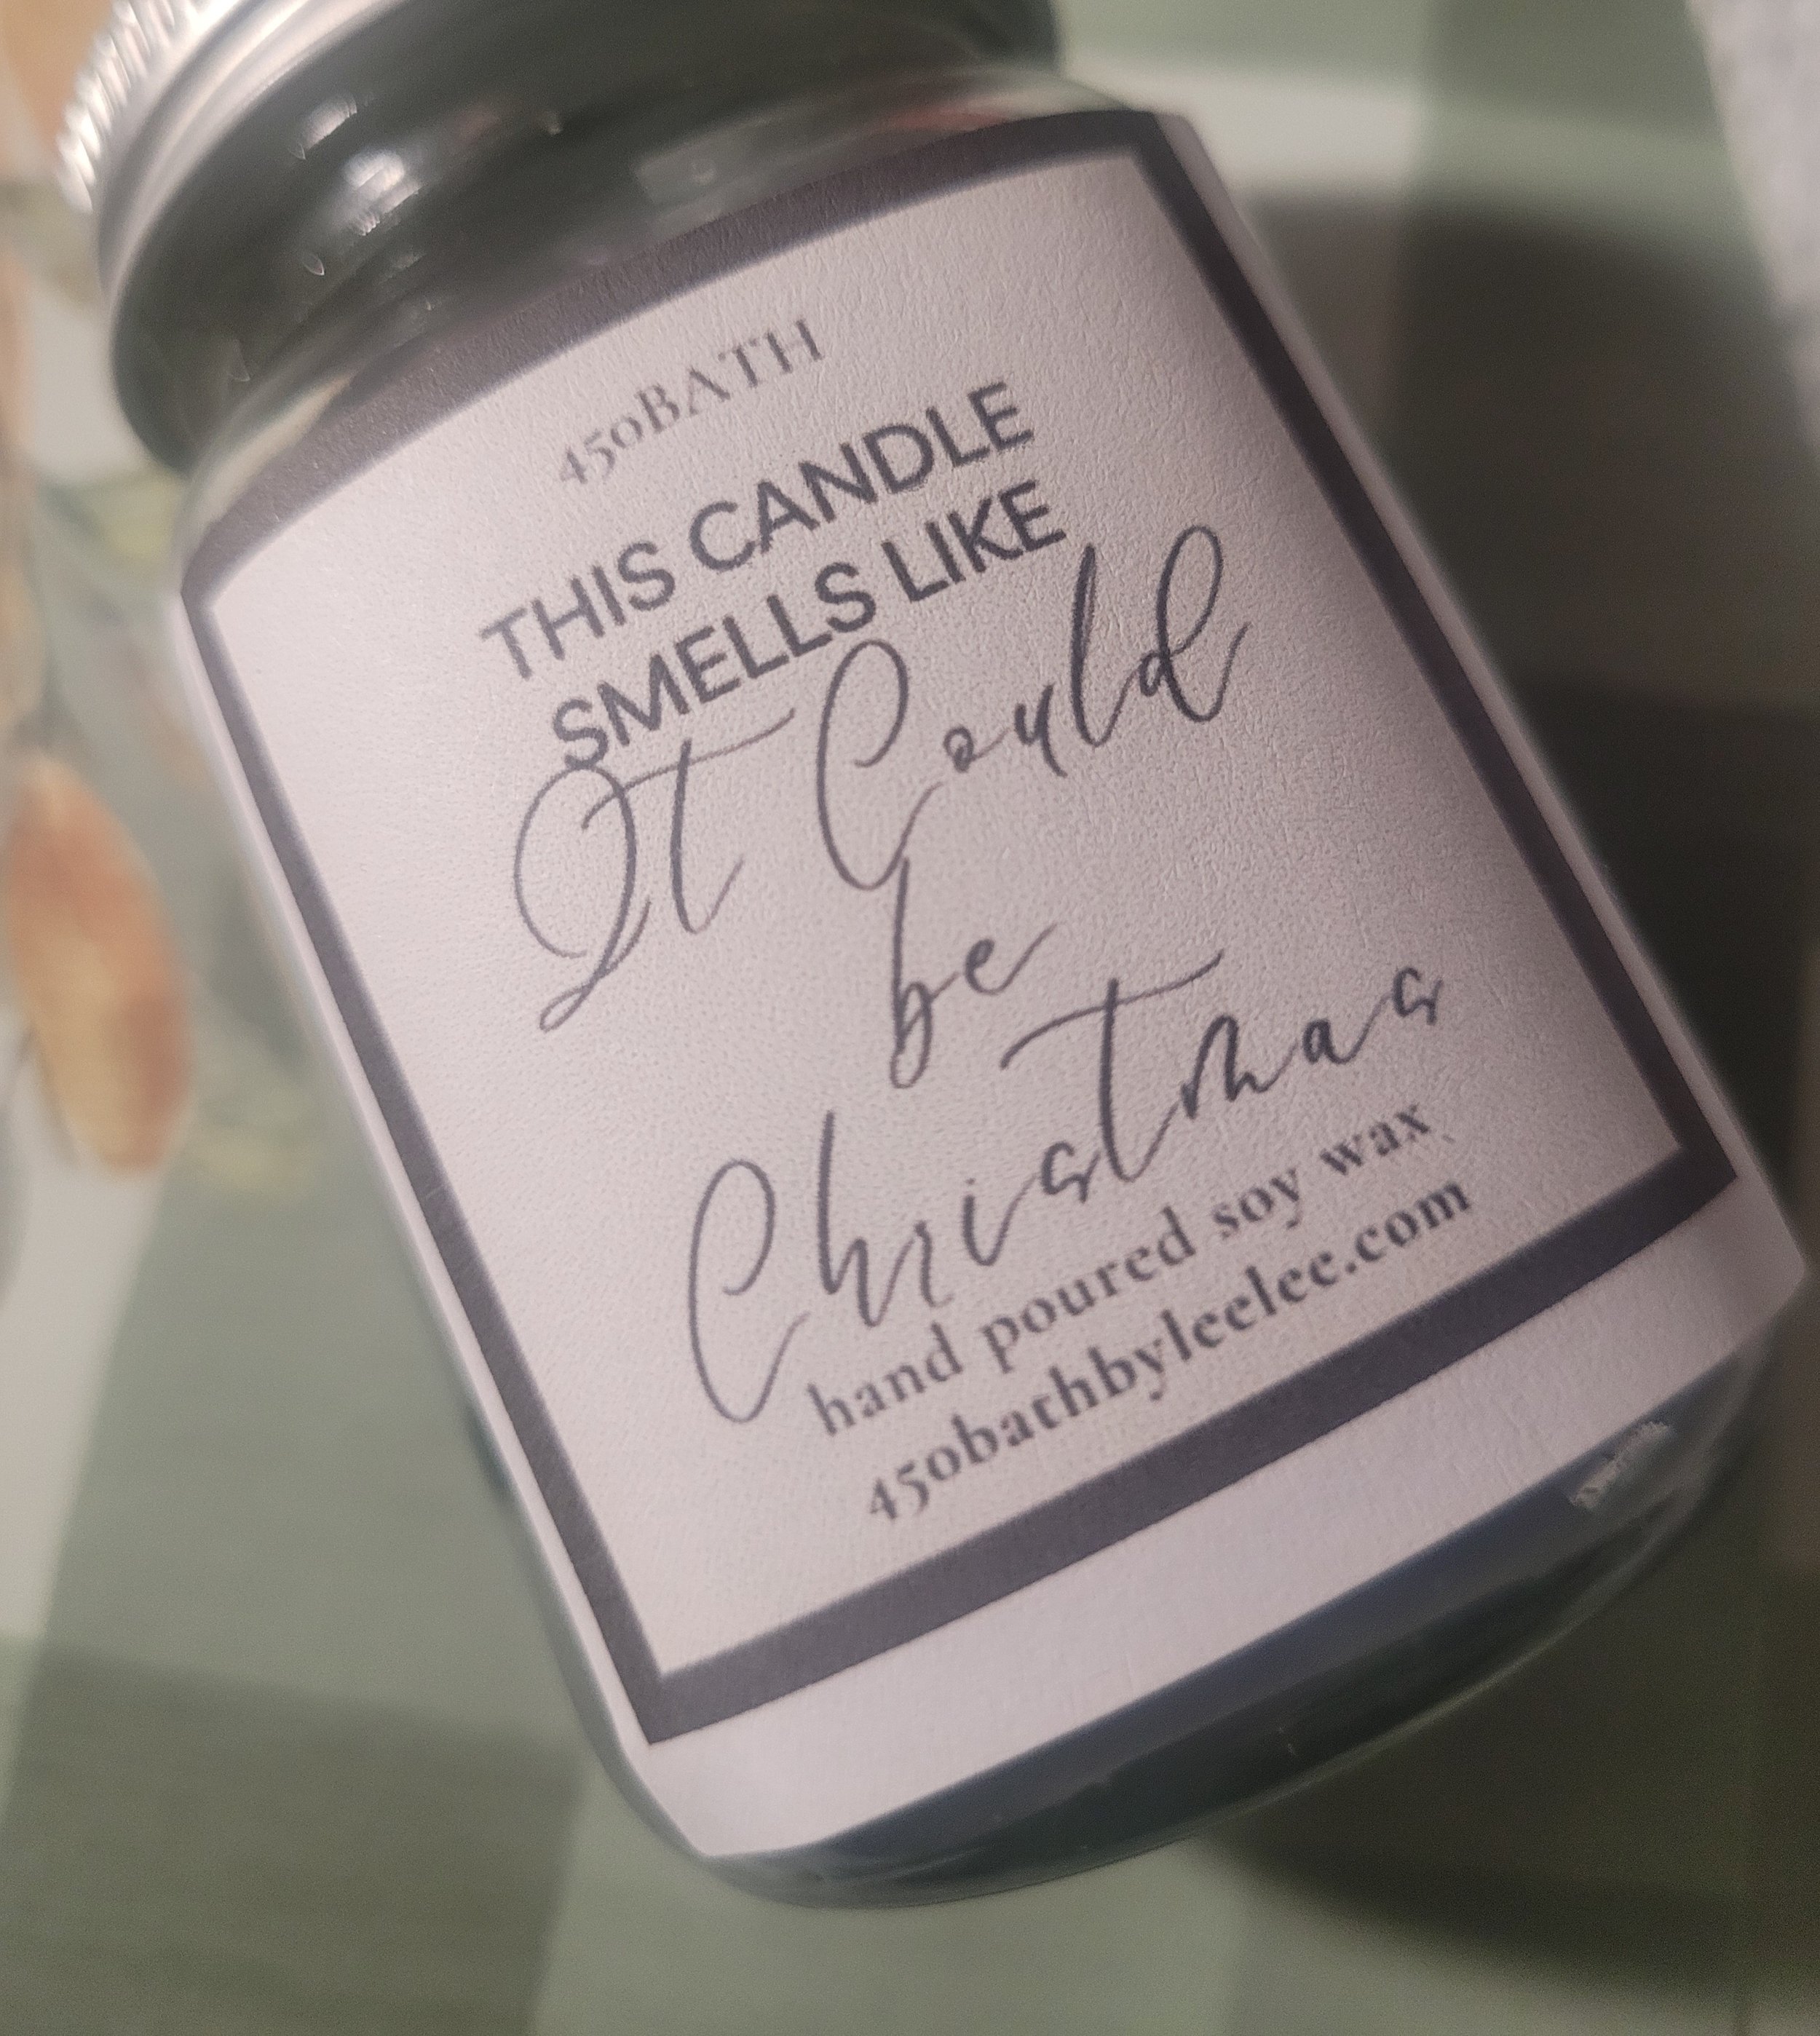 450BATH
THIS CANDLE
SMELLS LIKE
It Could
be
Christmas
hand poured soy wax
450bathbyleelee.com